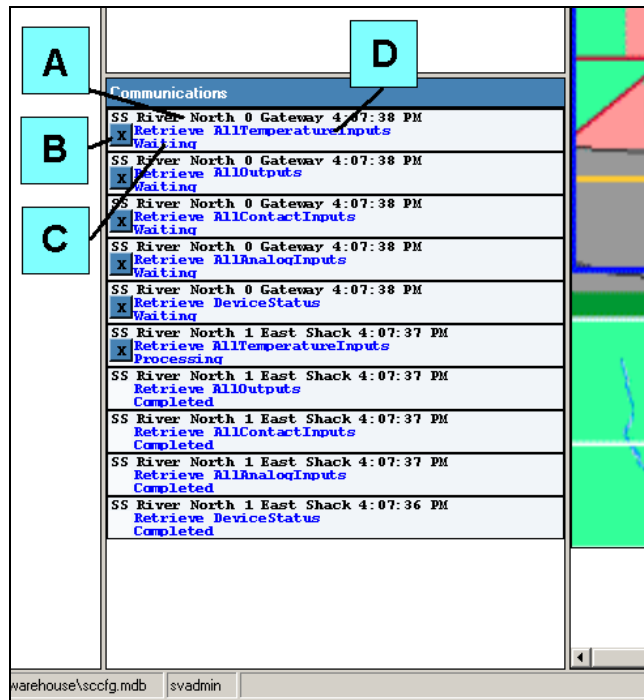 A
D
Communications
SS River North 0 Gateway 4:07:38 PM
B
x
Retrieve AllTemperatureInputs
Waiting
SS River North 0 Gateway 4:07:38 PM
x
Retrieve AllOutputs
Waiting
C
SS River North 0 Gateway 4:07:38 PM
x
Retrieve AllContactInputs
Waiting
SS River North 0 Gateway 4:07:38 PM
x
Retrieve AllAnalogInputs
Waiting
SS River North 0 Gateway 4:07:38 PM
x
Retrieve DeviceStatus
Waiting
SS River North 1 East Shack 4:07:37 PM
x
Retrieve AllTemperatureInputs
Processing
SS River North 1 East Shack 4:07:37 PM
Retrieve AllOutputs
Completed
SS River North 1 East Shack 4:07:37 PM
Retrieve AllContactInputs
Completed
SS River North 1 East Shack 4:07:37 PM
Retrieve AllAnalogInputs
Completed
SS River North 1 East Shack 4:07:36 PM
Retrieve DeviceStatus
Completed
warehouse\sccfg.mdb
svadmin